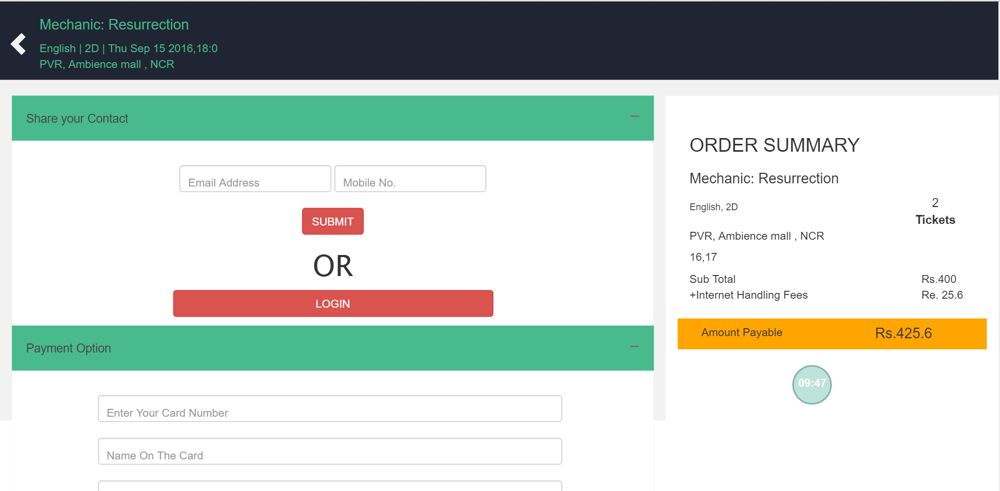 Mechanic: Resurrection
English | 2D | Thu Sep 15 2016,18:0
PVR, Ambience mall , NCR
Share your Contact
Email Address
Mobile No.
SUBMIT
OR
LOGIN
Payment Option
Enter Your Card Number
Name On The Card
ORDER SUMMARY
Mechanic: Resurrection
English, 2D
2
Tickets
PVR, Ambience mall , NCR
16,17
Sub Total Rs.400
+Internet Handling Fees Re. 25.6
Amount Payable Rs.425.6
09:47